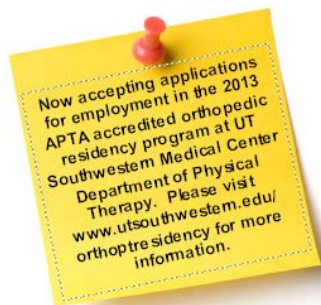 Now accepting applications
for employment in the 2013
APTA accredited orthopedic
residency program at UT
Southwestern Medical Center
Department of Physical
Therapy. Please visit
www.utsouthwestern.edu/
orthoptresidency for more
information.